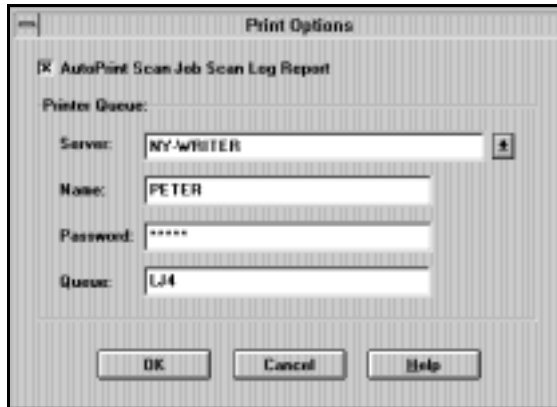 Print Options
AutoPrint Scan Job Scan Log Report
Printer Queue:
Server: NY-WRITER
Name: PETER
Password: *****
Queue: LJ4
OK Cancel Help